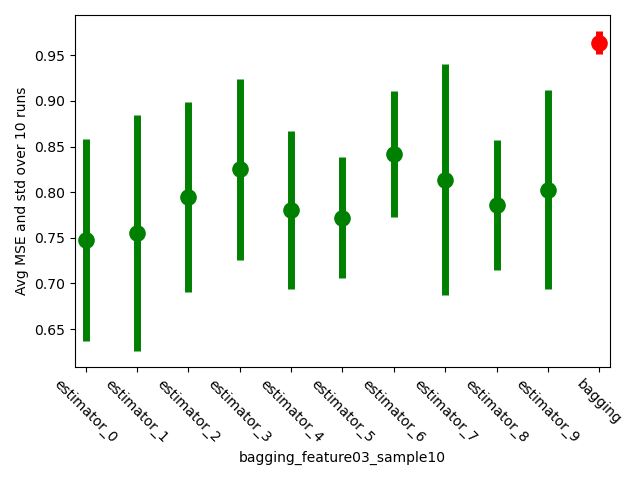 Avg MSE and std over 10 runs
0.95
0.90
0.85
0.80
0.75
0.70
0.65
estimator_0
estimator_1
estimator_2
estimator_3
estimator_4
estimator_5
estimator_6
estimator_7
estimator_8
estimator_9
bagging
bagging_feature03_sample10